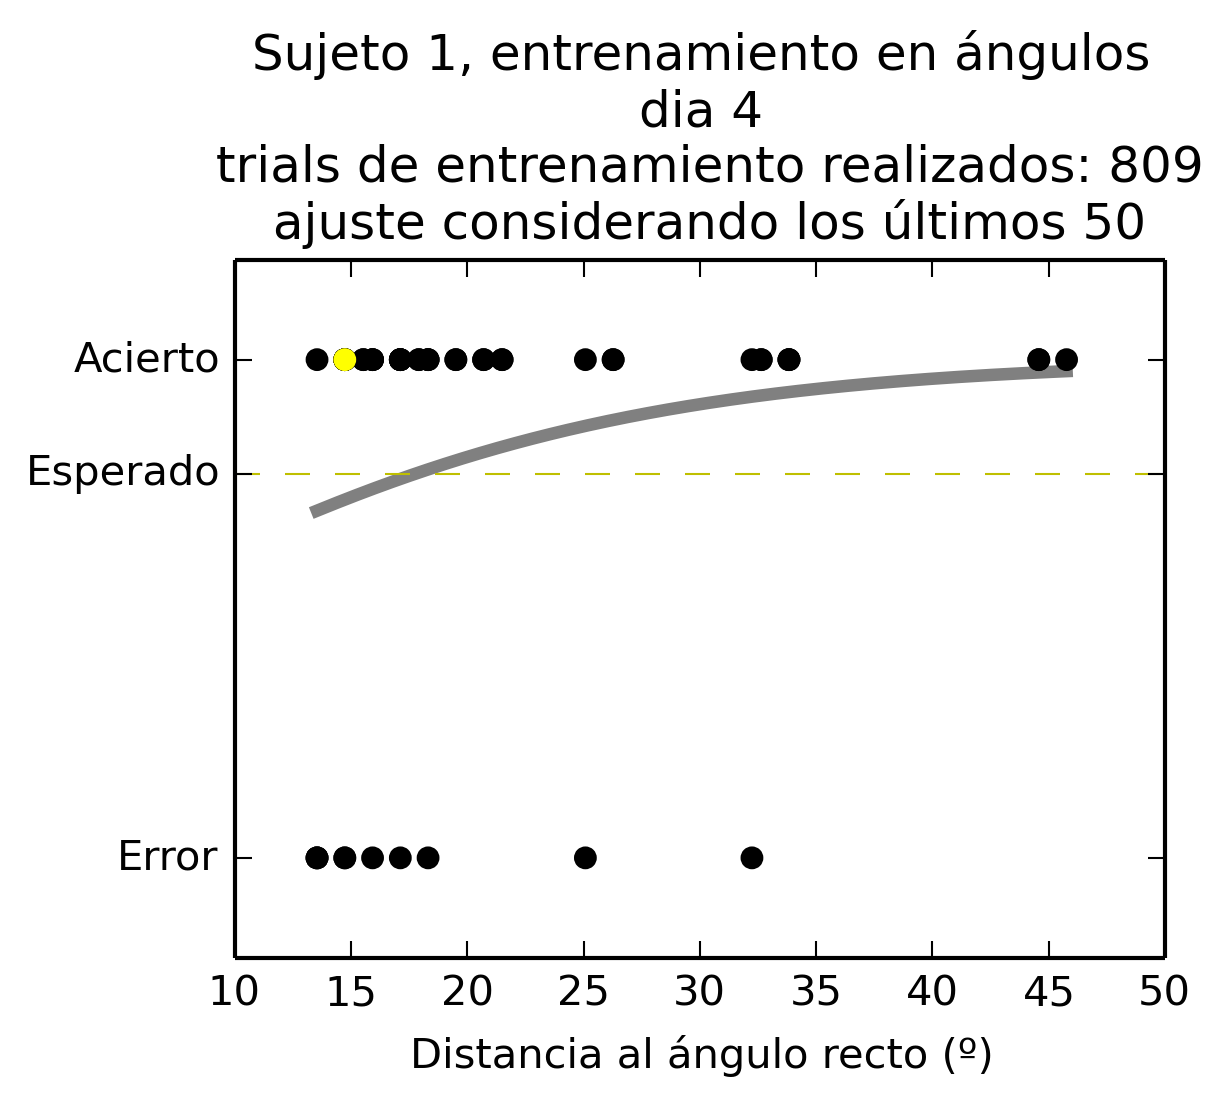 Sujeto 1, entrenamiento en ángulos
dia 4
trials de entrenamiento realizados: 809
ajuste considerando los últimos 50
Acierto
Esperado
Error
10 15 20 25 30 35 40 45 50
Distancia al ángulo recto (º)